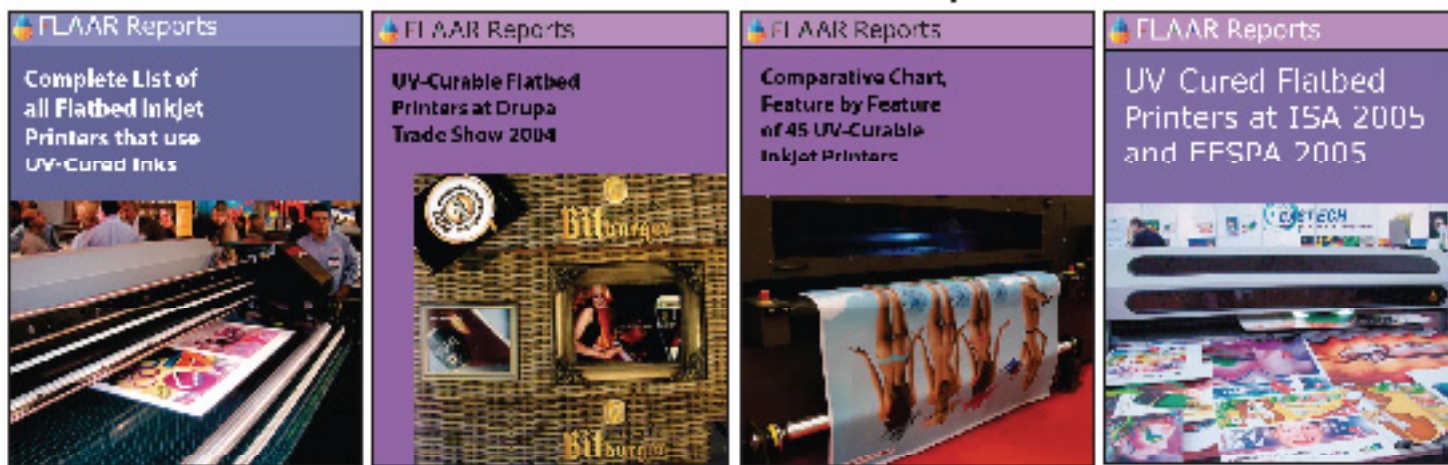 FLAAR Reports
Complete List of
all Flatbed Inkjet
Printers that use
UV-Cured Inks
FLAAR Reports
UV-Curable Flatbed
Printers at Drupa
Trade Show 2004
Bitburger
Bitburger
FLAAR Reports
Comparative Chart,
Feature by Feature
of 45 UV-Curable
Inkjet Printers
FLAAR Reports
UV Cured Flatbed
Printers at ISA 2005
and FESPA 2005